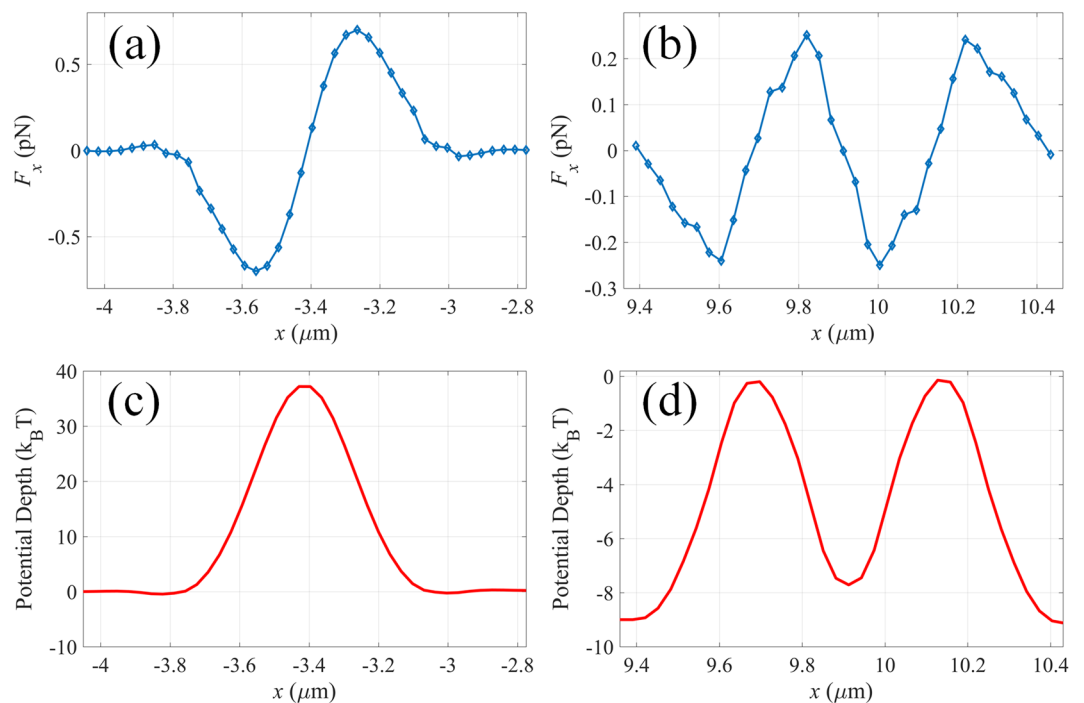 (a)
0.5
0
-0.5
F_x (pN)
-4 -3.8 -3.6 -3.4 -3.2 -3 -2.8
x (μm)
(b)
0.2
0.1
0
-0.1
-0.2
-0.3
F_x (pN)
9.4 9.6 9.8 10 10.2 10.4
x (μm)
(c)
40
30
20
10
0
-10
Potential Depth (k_BT)
-4 -3.8 -3.6 -3.4 -3.2 -3 -2.8
x (μm)
(d)
0
-2
-4
-6
-8
-10
Potential Depth (k_BT)
9.4 9.6 9.8 10 10.2 10.4
x (μm)